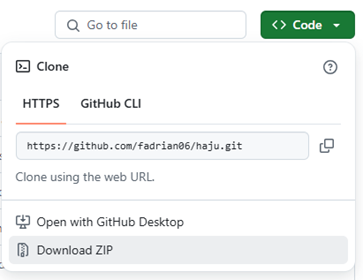 Go to file
<> Code
Clone
HTTPS GitHub CLI
https://github.com/fadrian06/haju.git
Clone using the web URL.
Open with GitHub Desktop
Download ZIP